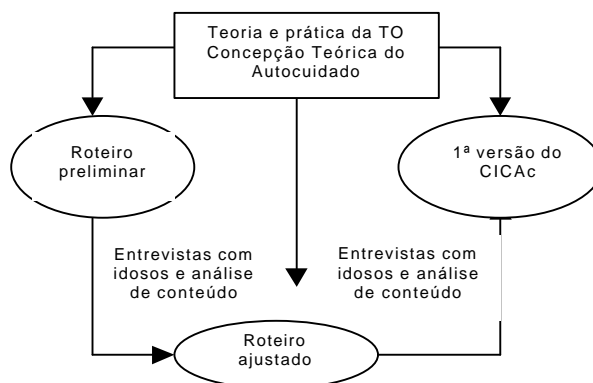 Teoria e prática da TO
Concepção Teórica do
Autocuidado
Roteiro
preliminar
1ª versão do
CICAc
Entrevistas com
idosos e análise
de conteúdo
Entrevistas com
idosos e análise
de conteúdo
Roteiro
ajustado